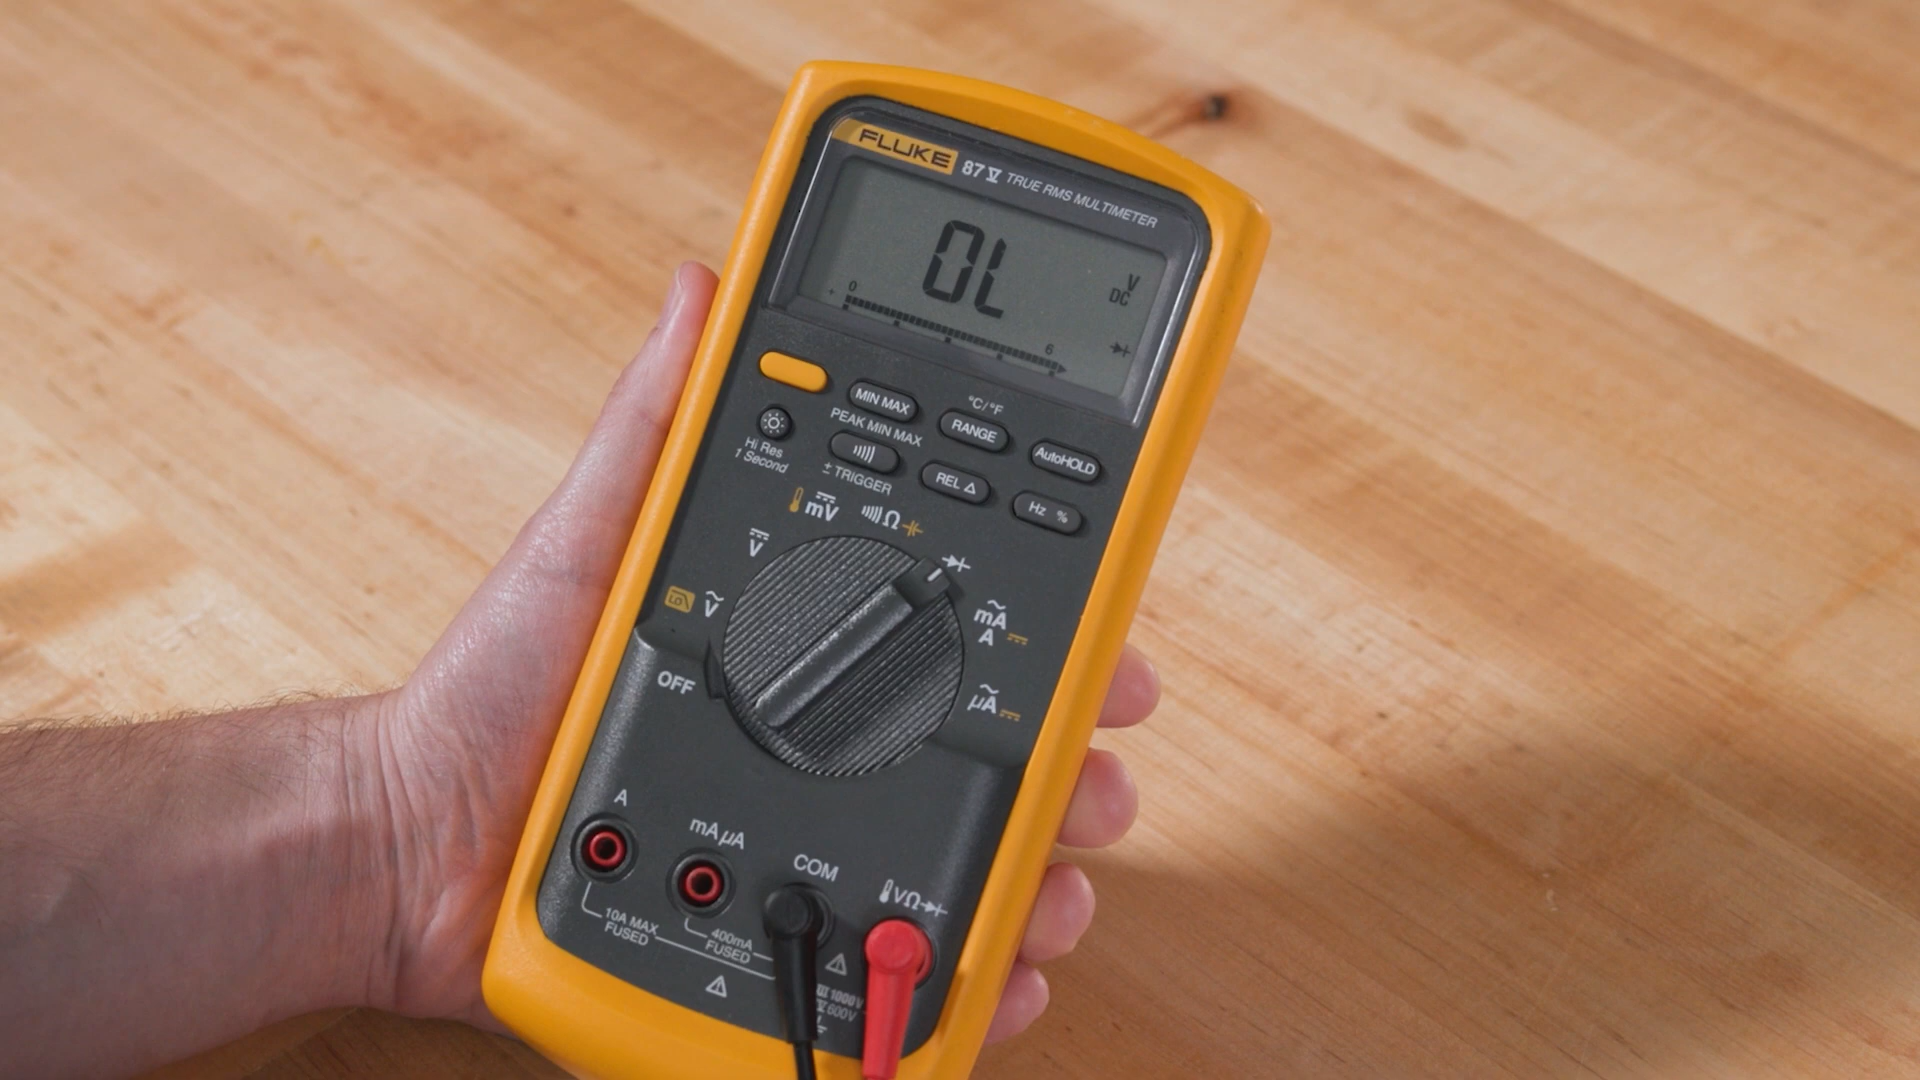 FLUKE 87 V TRUE RMS MULTIMETER
OL
V
DC
+ 0
6
MIN MAX
°C/°F
PEAK MIN MAX
RANGE
AutoHOLD
Hi Res
1 Second
± TRIGGER
REL Δ
Hz %
mV
Ω
V
LO
V
mA
A
OFF
µA
A
mA µA
COM
VΩ
10A MAX
FUSED
400mA
FUSED
III 1000V
600V